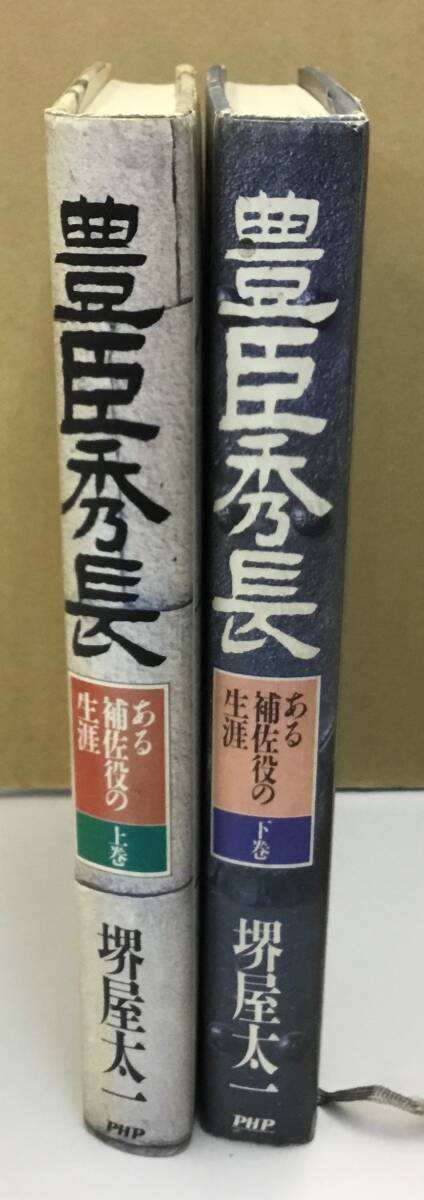 豊臣秀長
ある
補佐役の
生涯
上巻
堺屋太一
PHP
豊臣秀長
ある
補佐役の
生涯
下巻
堺屋太一
PHP